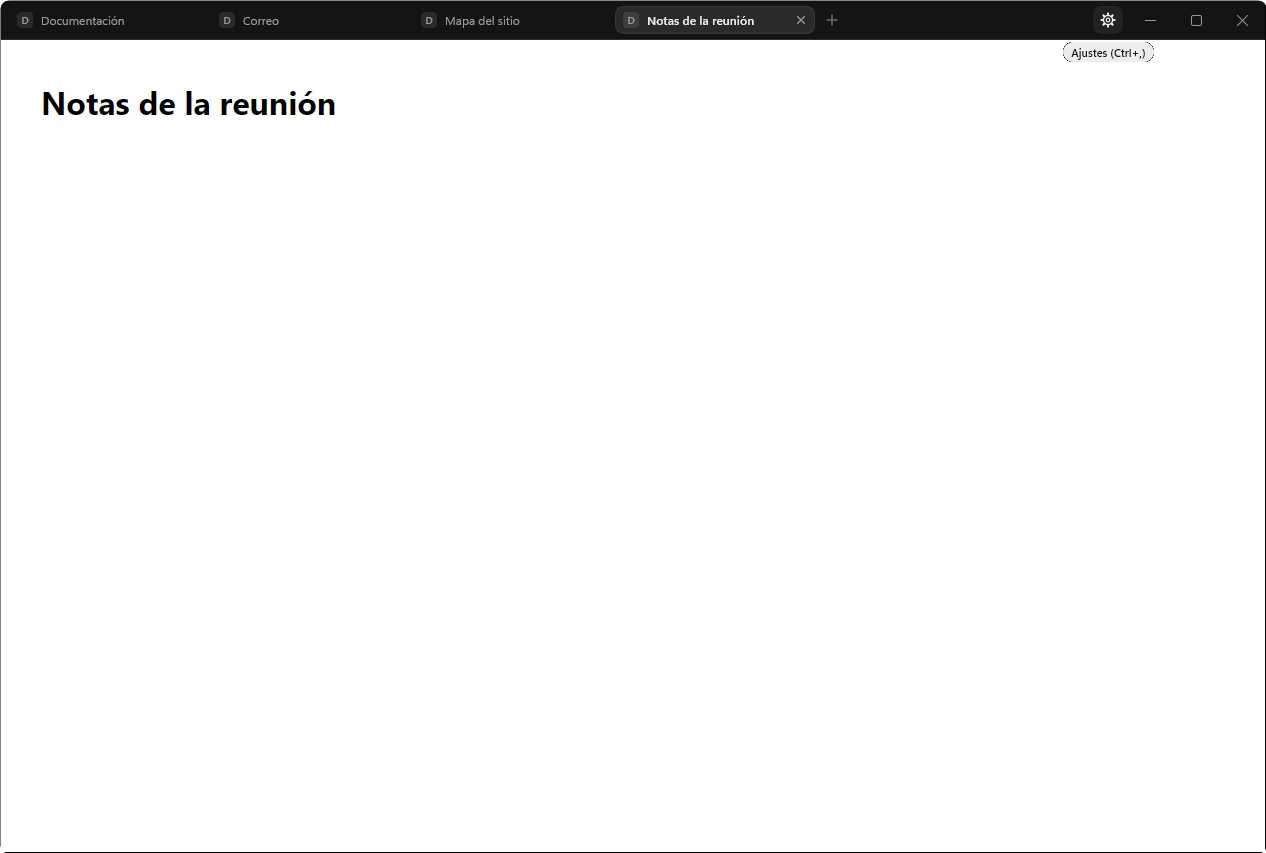 D Documentación
D Correo
D Mapa del sitio
D Notas de la reunión
Ajustes (Ctrl+,)
Notas de la reunión